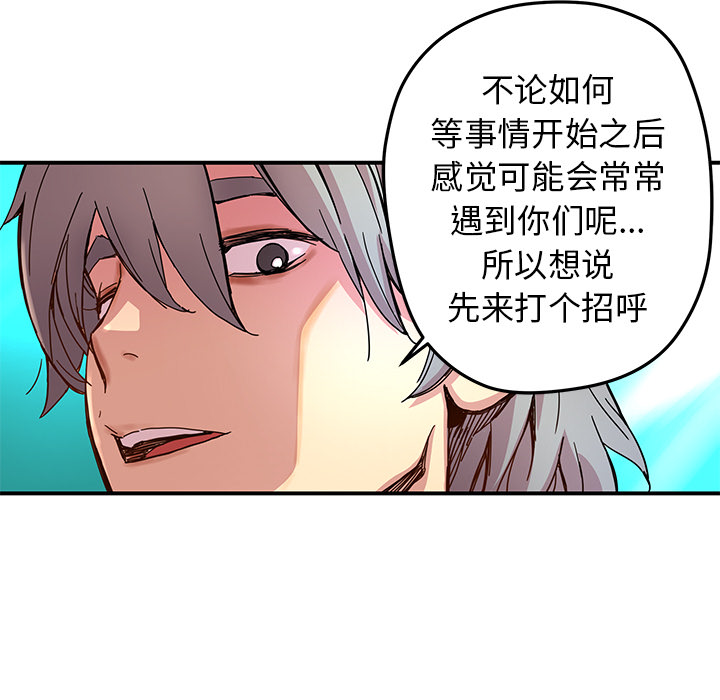 不论如何
等事情开始之后
感觉可能会常常
遇到你们呢...
所以想说
先来打个招呼